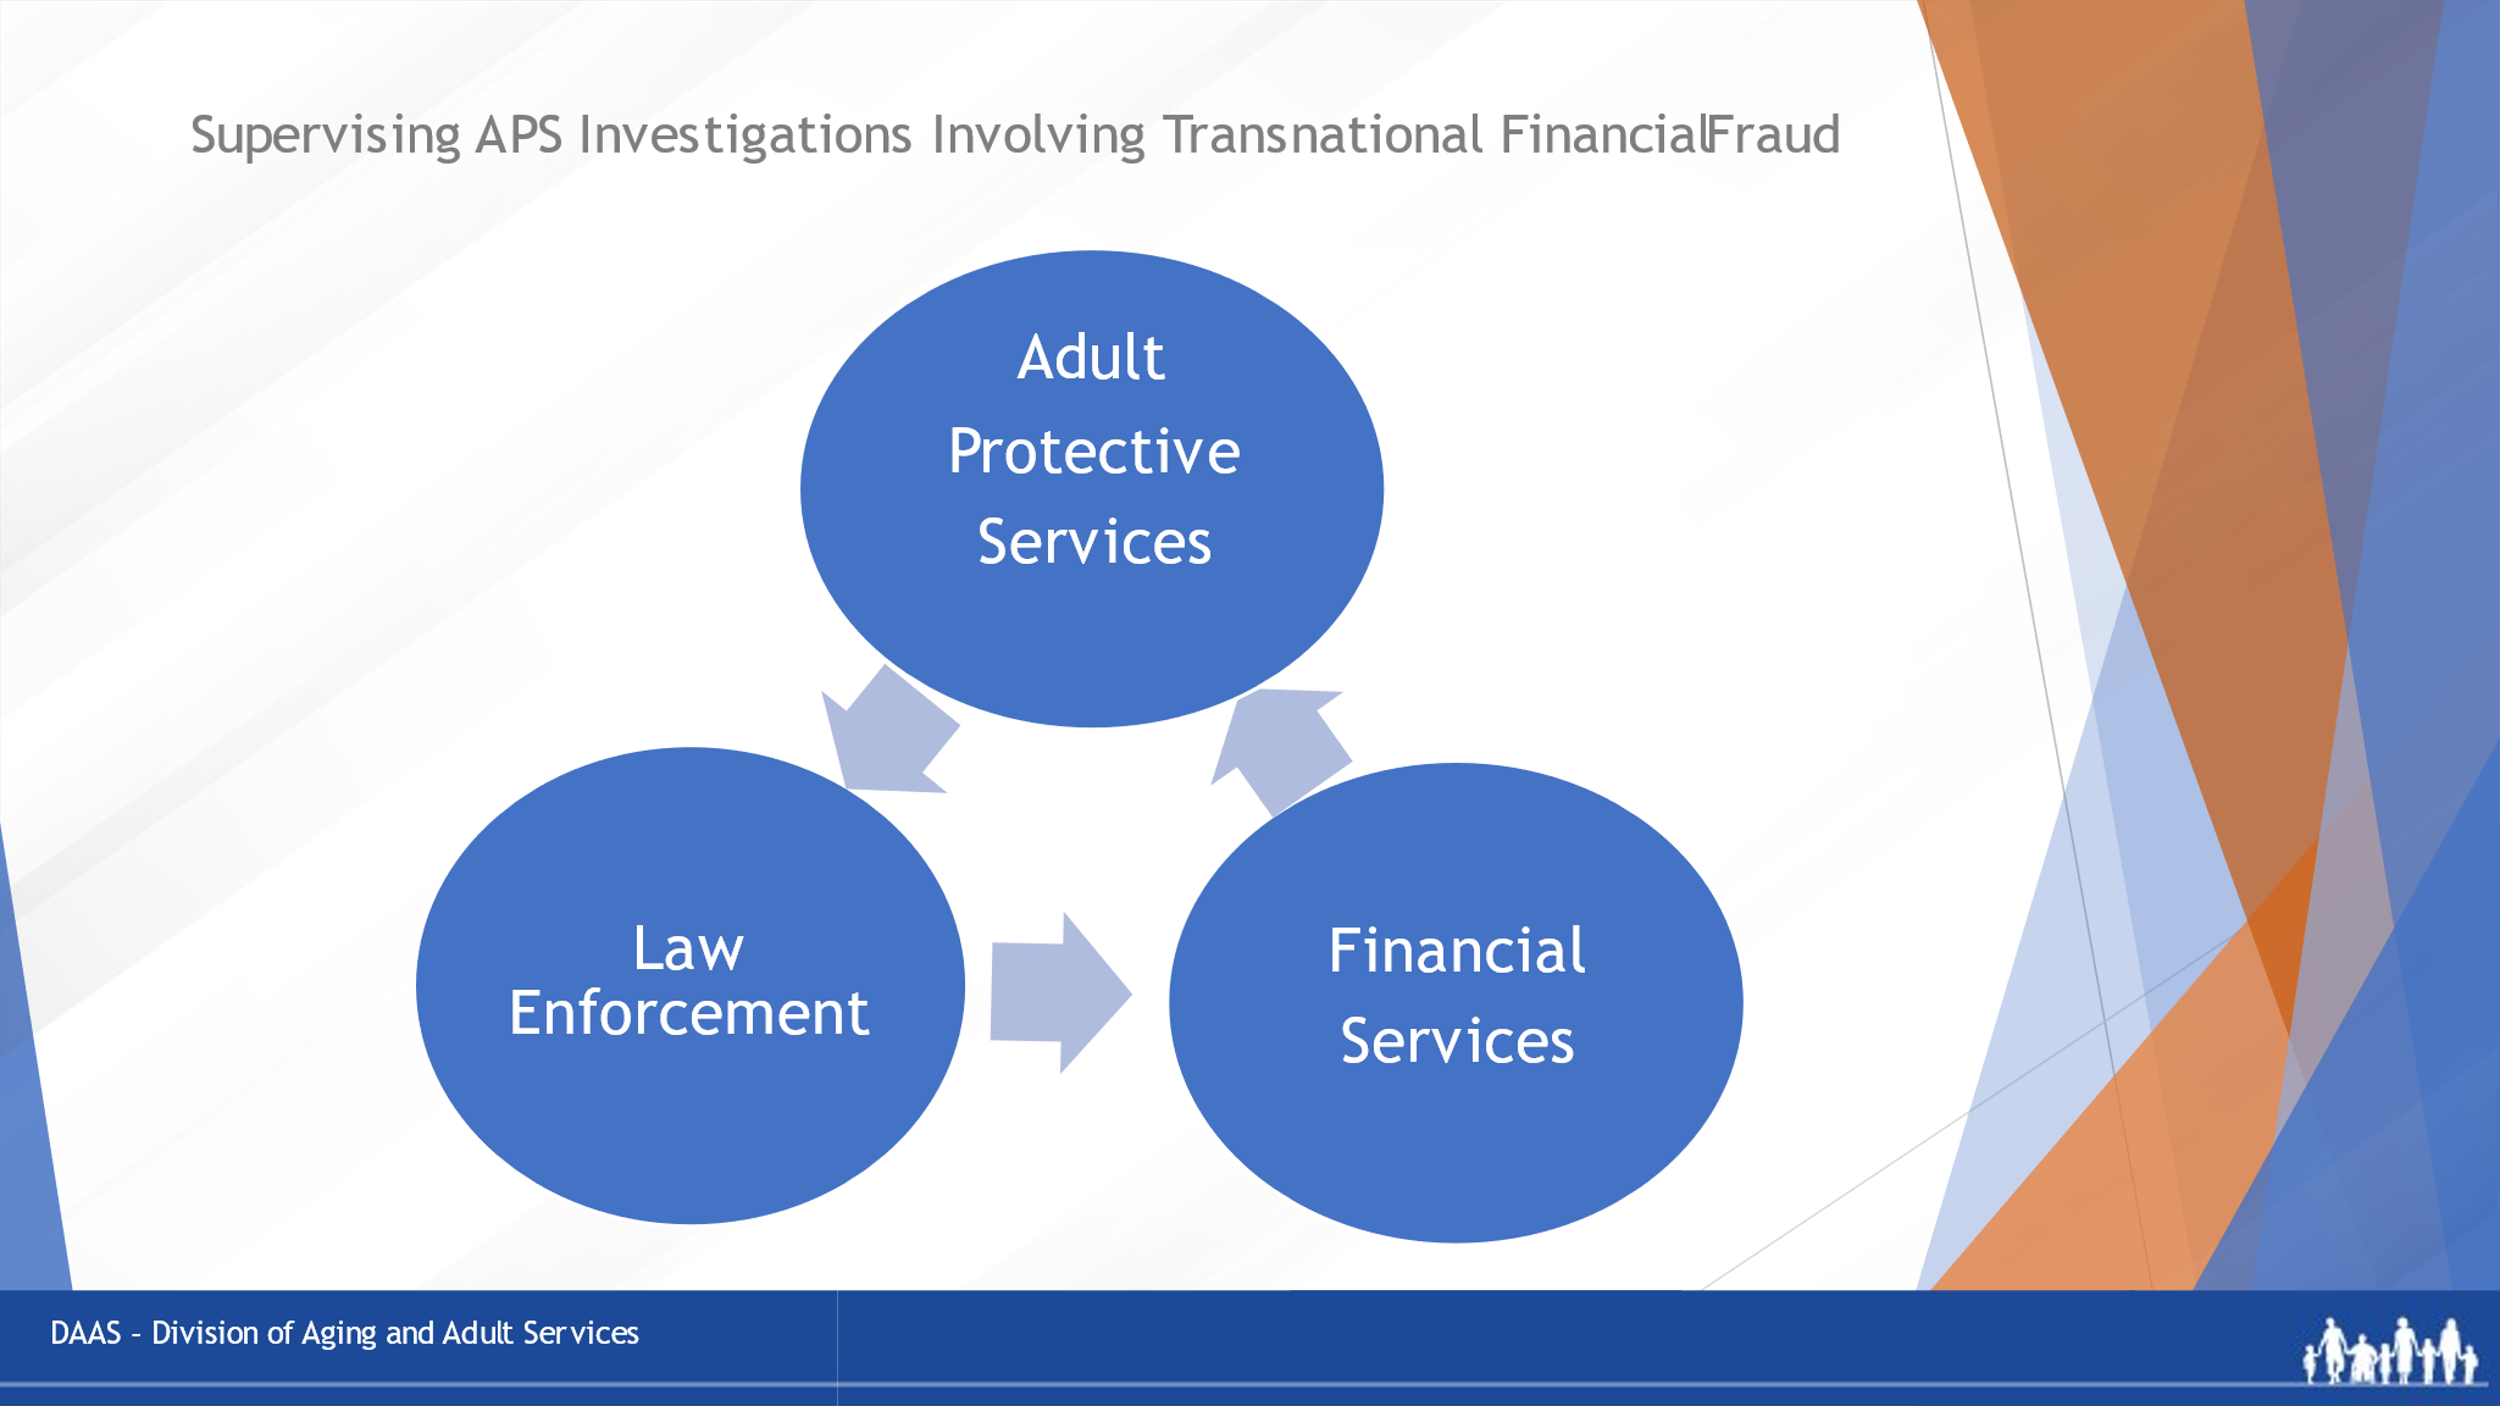 Supervising APS Investigations Involving Transnational FinancialFraud
Adult
Protective
Services
Law
Enforcement
Financial
Services
DAAS - Division of Aging and Adult Services